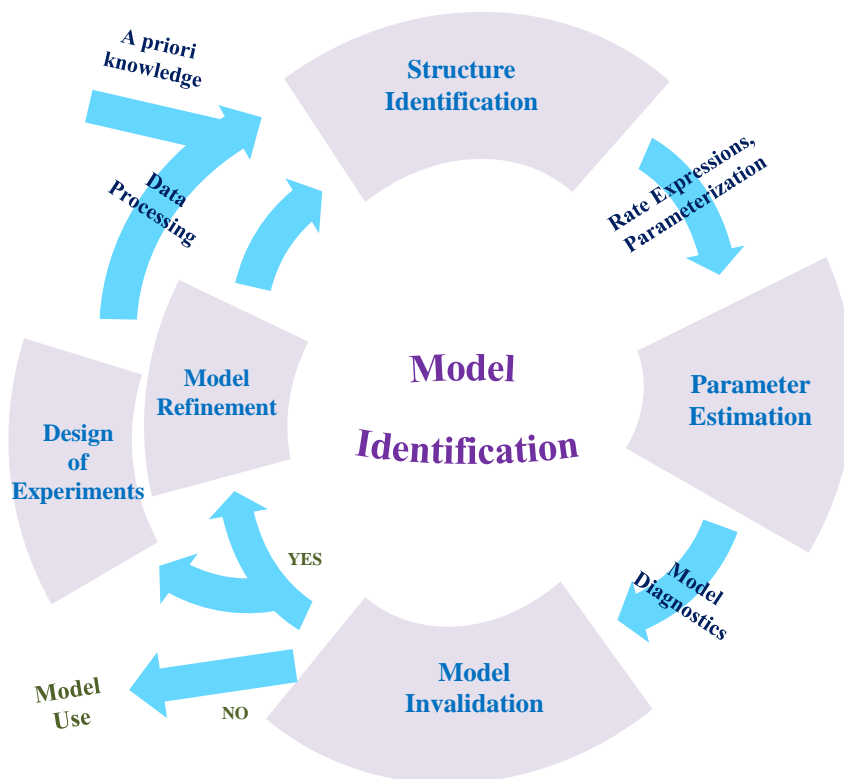 A priori
knowledge
Structure
Identification
Data
Processing
Rate Expressions,
Parameterization
Model
Identification
Model
Refinement
Parameter
Estimation
Design
of
Experiments
YES
Model
Diagnostics
Model
Invalidation
Model
Use
NO